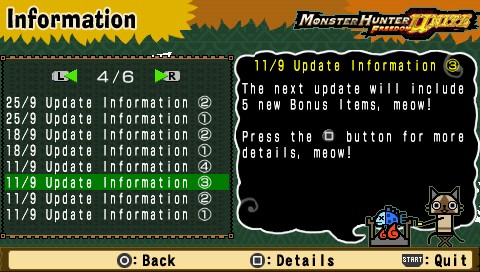 Information
MONSTER HUNTER
FREEDOM UNITE
L 4/6 R
25/9 Update Information ②
25/9 Update Information ①
18/9 Update Information ②
18/9 Update Information ①
11/9 Update Information ④
11/9 Update Information ③
11/9 Update Information ②
11/9 Update Information ①
11/9 Update Information ③
The next update will include
5 new Bonus Items, meow!
Press the button for more
details, meow!
: Back
: Details
START : Quit